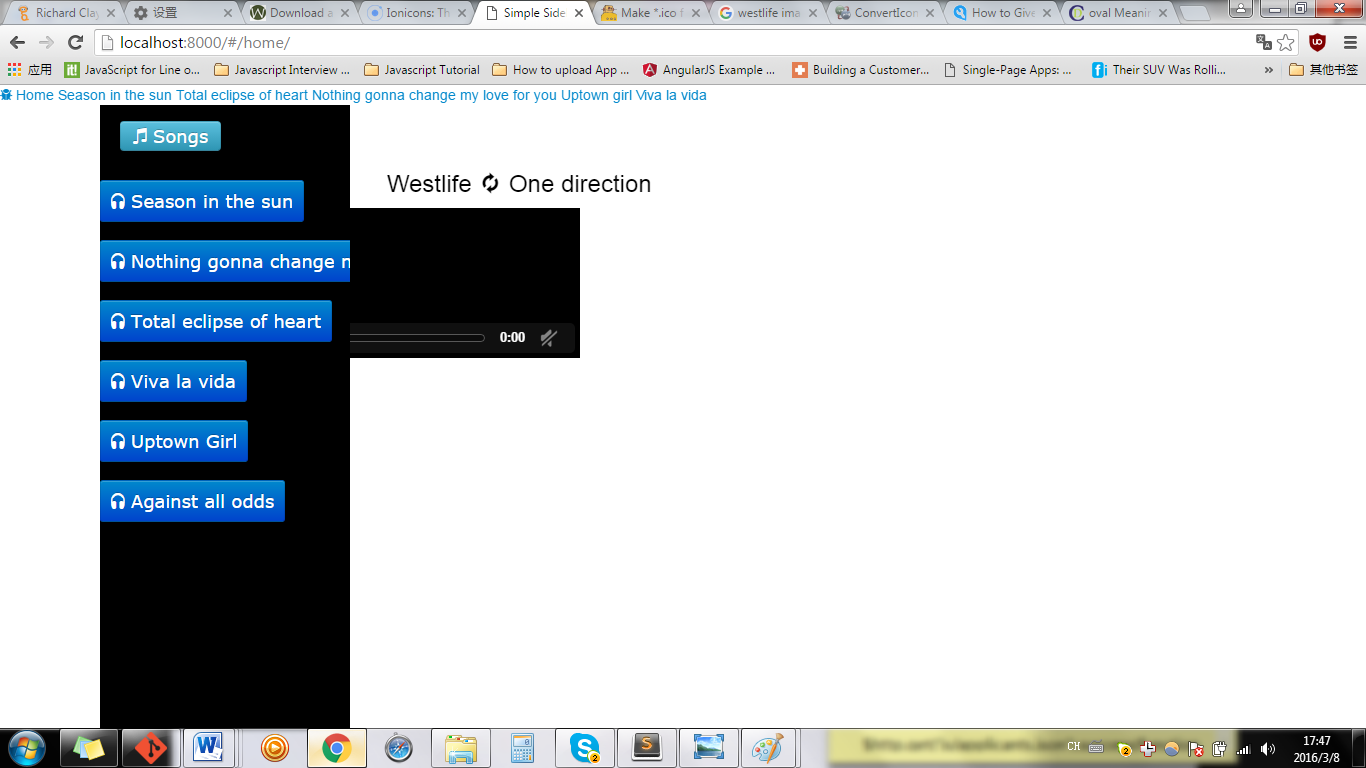 Richard Clay
设置
Download a
Ionicons: Th
Simple Side
Make *.ico f
westlife ima
ConvertIcon
How to Give
oval Meanin
localhost:8000/#/home/
应用
JavaScript for Line o...
Javascript Interview ...
Javascript Tutorial
How to upload App ...
AngularJS Example ...
Building a Customer...
Single-Page Apps: ...
Their SUV Was Rolli...
»
其他书签
Home Season in the sun Total eclipse of heart Nothing gonna change my love for you Uptown girl Viva la vida
Songs
Westlife One direction
Season in the sun
Nothing gonna change n
Total eclipse of heart
0:00
Viva la vida
Uptown Girl
Against all odds
CH
17:47
2016/3/8